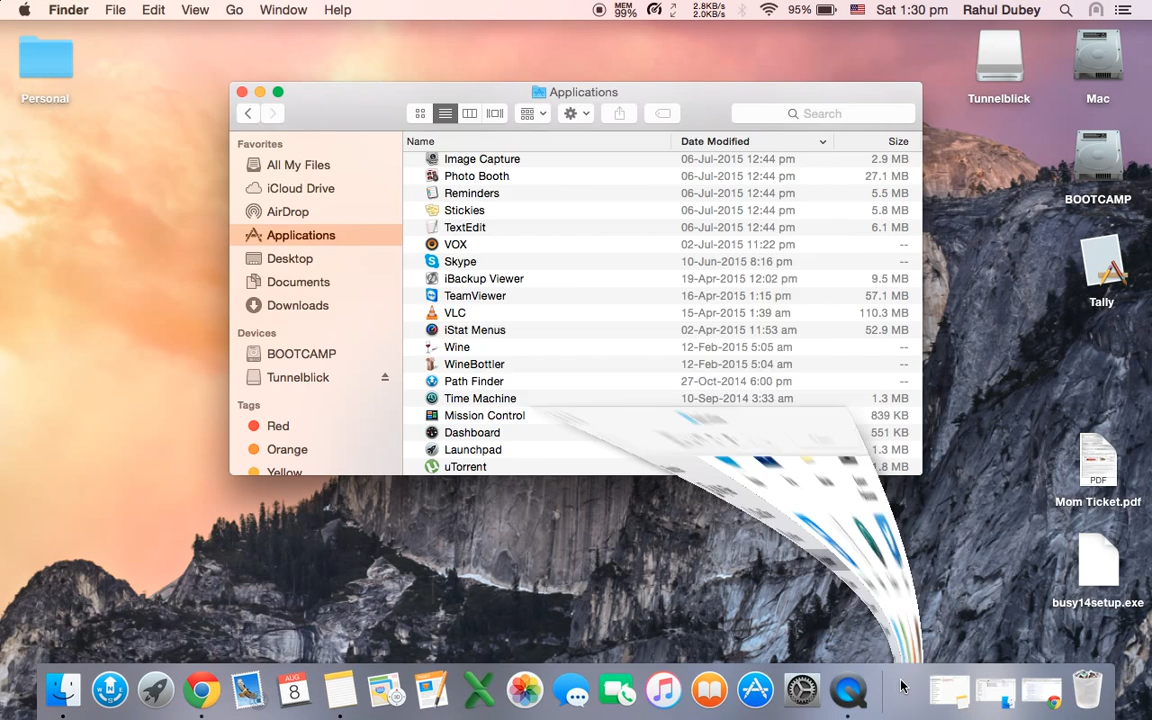 Finder File Edit View Go Window Help MEM 99% 2.8KB/s 2.0KB/s 95% Sat 1:30 pm Rahul Dubey
Personal
Tunnelblick
Mac
BOOTCAMP
Tally
PDF
Mom Ticket.pdf
busy14setup.exe
Applications
Search
Favorites
All My Files
iCloud Drive
AirDrop
Applications
Desktop
Documents
Downloads
Devices
BOOTCAMP
Tunnelblick
Tags
Red
Orange
Yellow
Name Date Modified Size
Image Capture 06-Jul-2015 12:44 pm 2.9 MB
Photo Booth 06-Jul-2015 12:44 pm 27.1 MB
Reminders 06-Jul-2015 12:44 pm 5.5 MB
Stickies 06-Jul-2015 12:44 pm 5.8 MB
TextEdit 06-Jul-2015 12:44 pm 6.1 MB
VOX 02-Jul-2015 11:22 pm --
Skype 10-Jun-2015 8:16 pm --
iBackup Viewer 19-Apr-2015 12:02 pm 9.5 MB
TeamViewer 16-Apr-2015 1:15 pm 57.1 MB
VLC 15-Apr-2015 1:39 am 110.3 MB
iStat Menus 02-Apr-2015 11:53 am 52.9 MB
Wine 12-Feb-2015 5:05 am --
WineBottler 12-Feb-2015 5:04 am --
Path Finder 27-Oct-2014 6:00 pm --
Time Machine 10-Sep-2014 3:33 am 1.3 MB
Mission Control 839 KB
Dashboard 551 KB
Launchpad 1.3 MB
uTorrent 1.8 MB
AUG
8
30